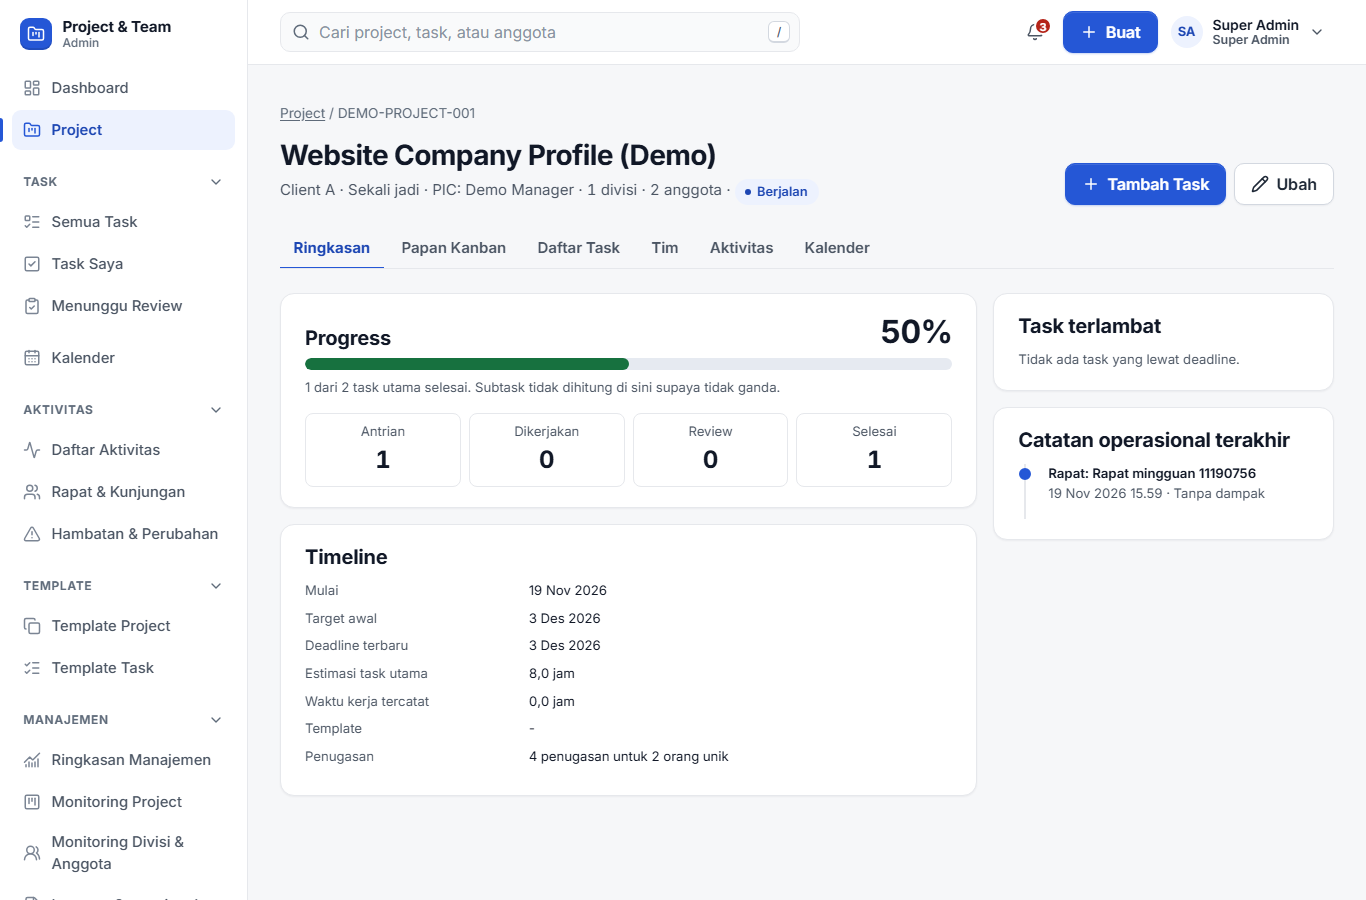 Project & Team
Admin
Cari project, task, atau anggota
/
3
Buat
SA
Super Admin
Super Admin
Dashboard
Project
TASK
Semua Task
Task Saya
Menunggu Review
Kalender
AKTIVITAS
Daftar Aktivitas
Rapat & Kunjungan
Hambatan & Perubahan
TEMPLATE
Template Project
Template Task
MANAJEMEN
Ringkasan Manajemen
Monitoring Project
Monitoring Divisi &
Anggota
Project / DEMO-PROJECT-001
Website Company Profile (Demo)
Client A · Sekali jadi · PIC: Demo Manager · 1 divisi · 2 anggota · Berjalan
Tambah Task
Ubah
Ringkasan
Papan Kanban
Daftar Task
Tim
Aktivitas
Kalender
Progress
50%
1 dari 2 task utama selesai. Subtask tidak dihitung di sini supaya tidak ganda.
Antrian
1
Dikerjakan
0
Review
0
Selesai
1
Timeline
Mulai 19 Nov 2026
Target awal 3 Des 2026
Deadline terbaru 3 Des 2026
Estimasi task utama 8,0 jam
Waktu kerja tercatat 0,0 jam
Template -
Penugasan 4 penugasan untuk 2 orang unik
Task terlambat
Tidak ada task yang lewat deadline.
Catatan operasional terakhir
Rapat: Rapat mingguan 11190756
19 Nov 2026 15.59 · Tanpa dampak